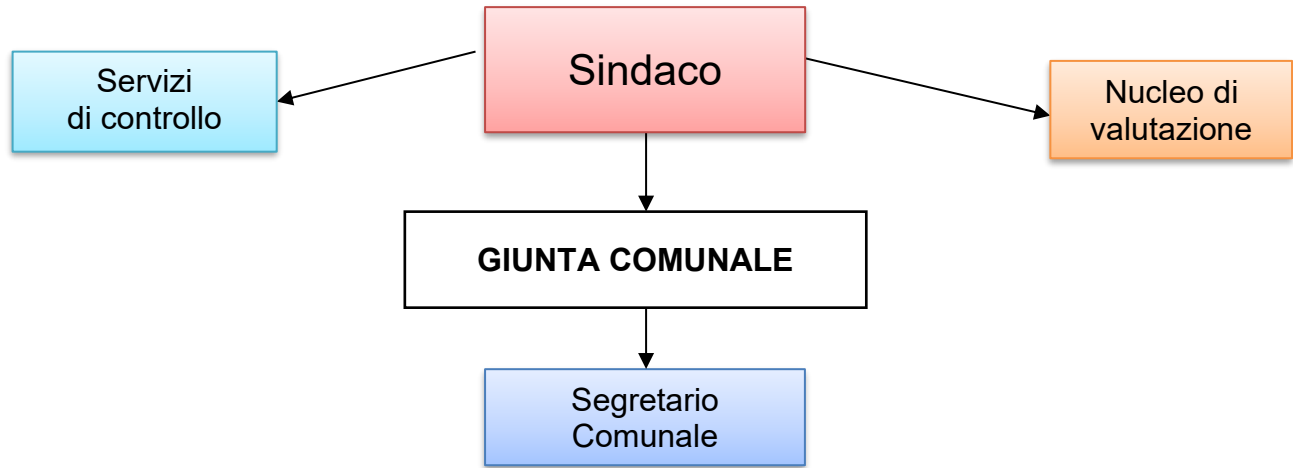 Sindaco
Servizi
di controllo
Nucleo di
valutazione
GIUNTA COMUNALE
Segretario
Comunale